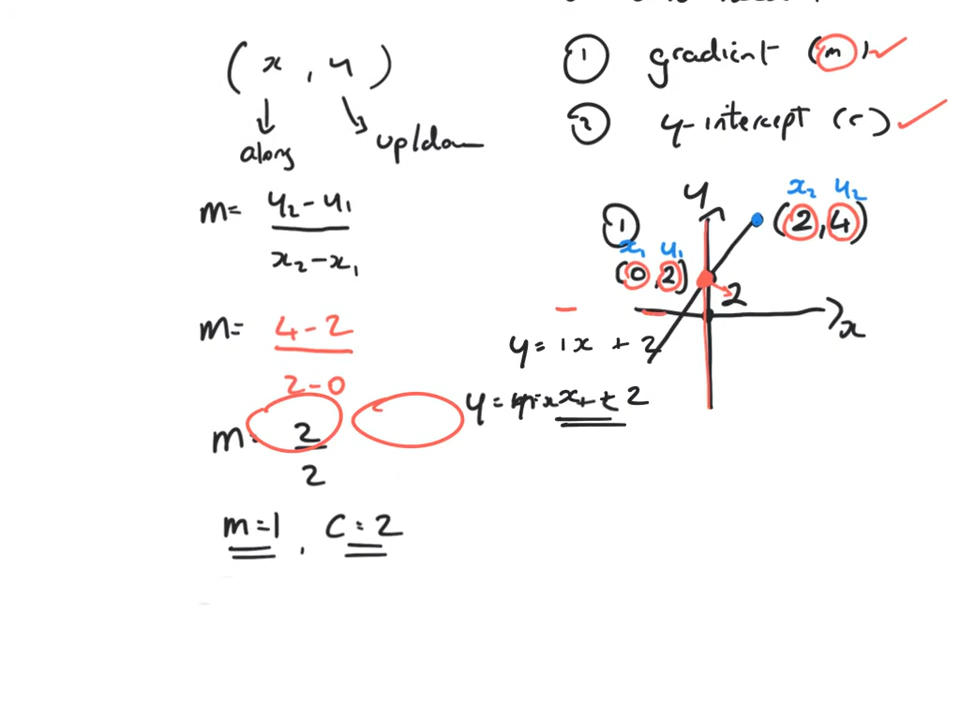 (x, y)
along
up/down
① gradient (m) ✓
② y-intercept (c) ✓
m= y₂-y₁
x₂-x₁
m= 4-2
2-0
m= 2
2
m=1, C=2
①
y
x₂ y₂
(2,4)
x₁ y₁
(0,2)
2
x
y=1x + 2
2